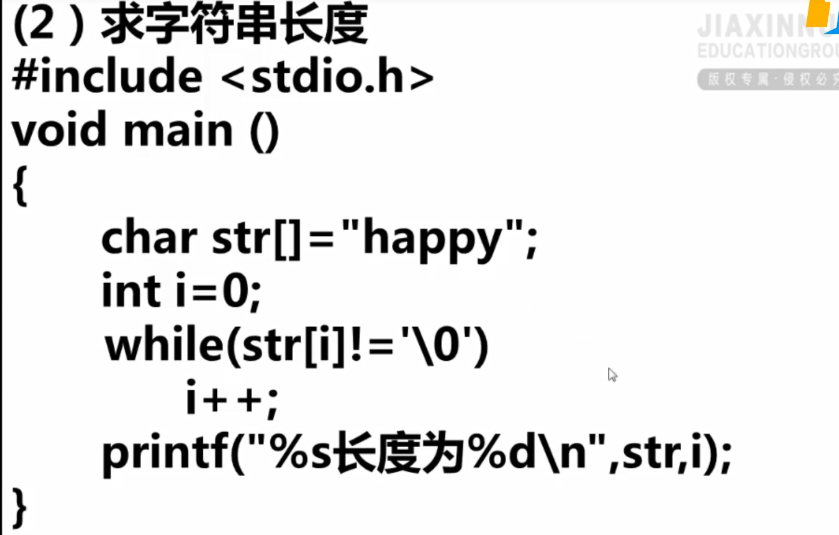 (2）求字符串长度
#include <stdio.h>
void main ()
{
char str[]="happy";
int i=0;
while(str[i]!='\0')
i++;
printf("%s长度为%d\n",str,i);
}
JIAXINN
EDUCATIONGROU
版权专属·侵权必究